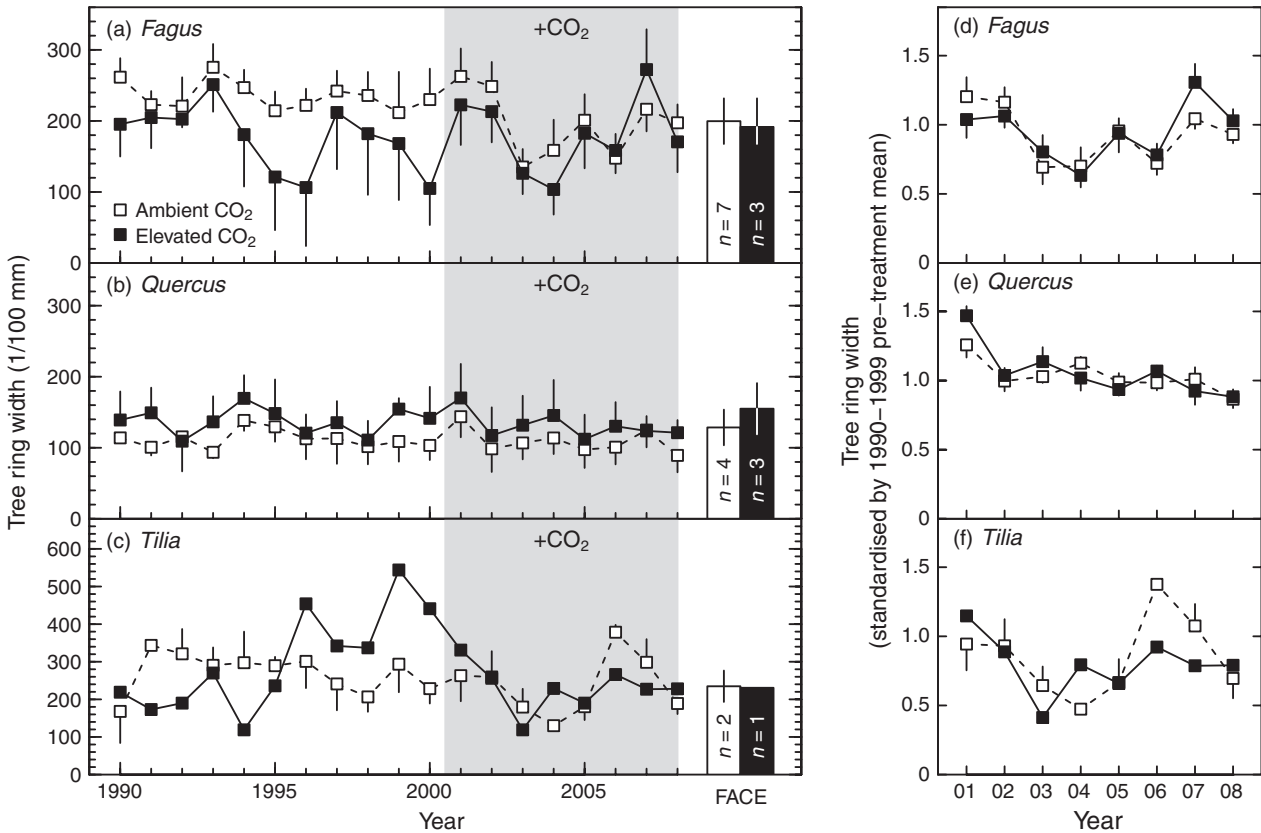 (a) Fagus
+CO₂
300
200
100
0
Ambient CO₂
Elevated CO₂
n = 7
n = 3
(b) Quercus
+CO₂
300
200
100
0
n = 4
n = 3
(c) Tilia
+CO₂
600
500
400
300
200
100
0
n = 2
n = 1
1990
1995
2000
2005
FACE
Year
Tree ring width (1/100 mm)
(d) Fagus
1.5
1.0
0.5
0
(e) Quercus
1.5
1.0
0.5
0
(f) Tilia
1.5
1.0
0.5
0
01 02 03 04 05 06 07 08
Year
Tree ring width
(standardised by 1990–1999 pre-treatment mean)